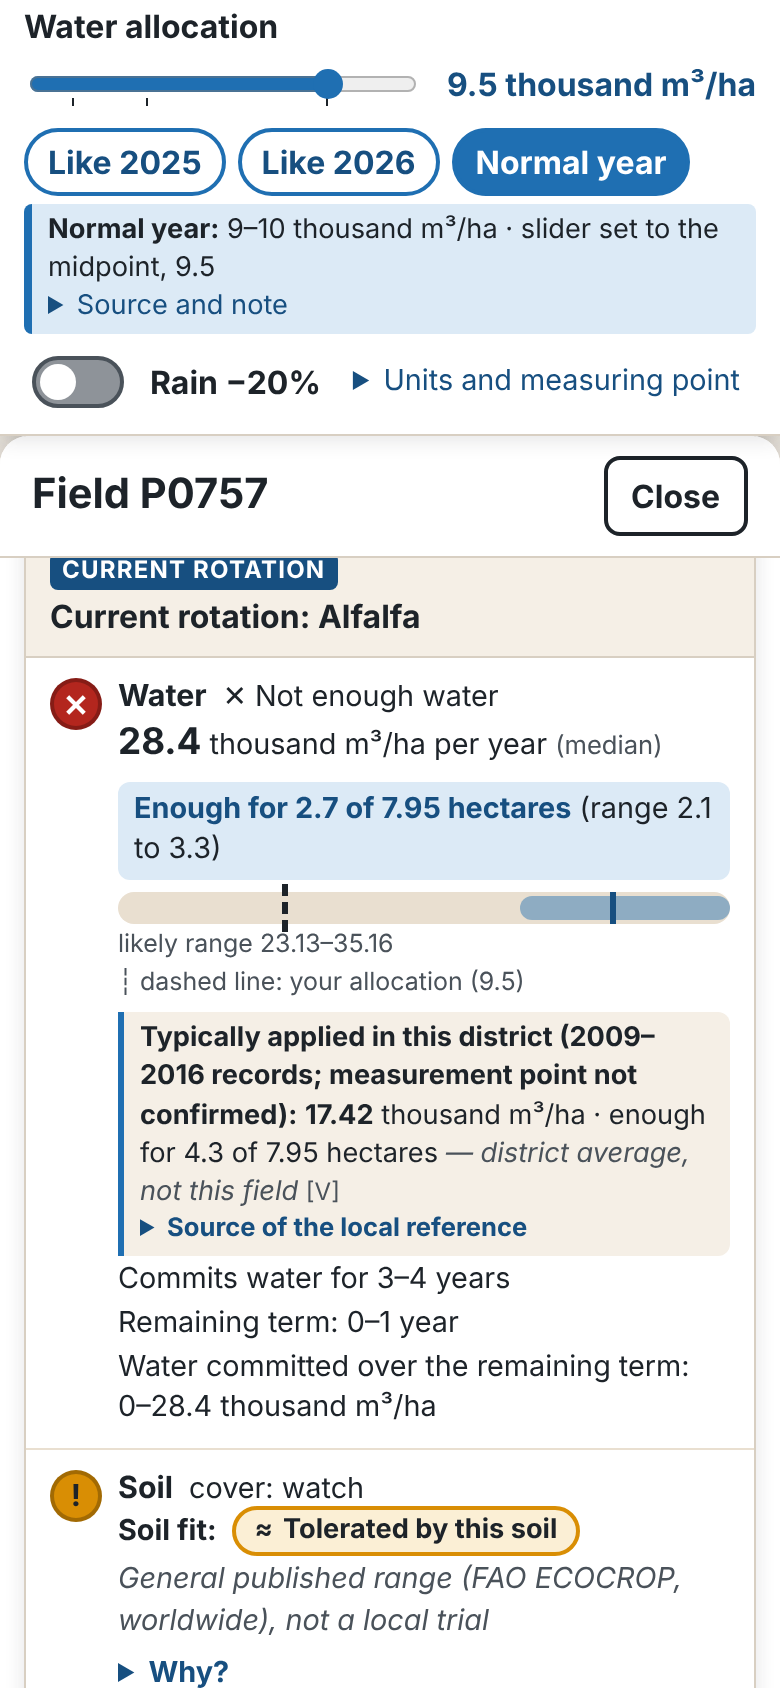 Water allocation
9.5 thousand m³/ha
Like 2025
Like 2026
Normal year
Normal year: 9–10 thousand m³/ha · slider set to the
midpoint, 9.5
▶ Source and note
Rain −20%
▶ Units and measuring point
Field P0757
Close
CURRENT ROTATION
Current rotation: Alfalfa
Water ✕ Not enough water
28.4 thousand m³/ha per year (median)
Enough for 2.7 of 7.95 hectares (range 2.1
to 3.3)
likely range 23.13–35.16
┆ dashed line: your allocation (9.5)
Typically applied in this district (2009–
2016 records; measurement point not
confirmed): 17.42 thousand m³/ha · enough
for 4.3 of 7.95 hectares — district average,
not this field [V]
▶ Source of the local reference
Commits water for 3–4 years
Remaining term: 0–1 year
Water committed over the remaining term:
0–28.4 thousand m³/ha
! Soil cover: watch
Soil fit: ≈ Tolerated by this soil
General published range (FAO ECOCROP,
worldwide), not a local trial
▶ Why?